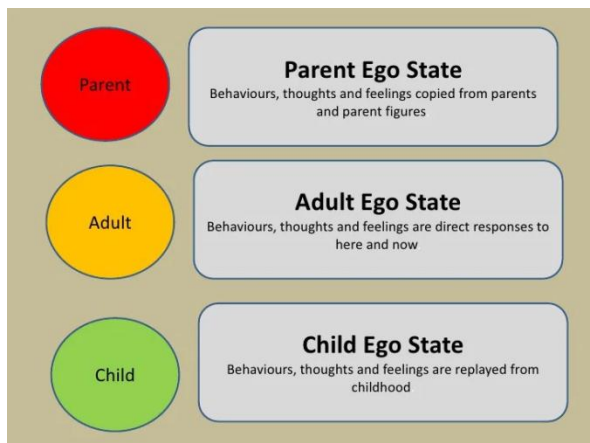 Parent
Parent Ego State
Behaviours, thoughts and feelings copied from parents
and parent figures
Adult
Adult Ego State
Behaviours, thoughts and feelings are direct responses to
here and now
Child
Child Ego State
Behaviours, thoughts and feelings are replayed from
childhood